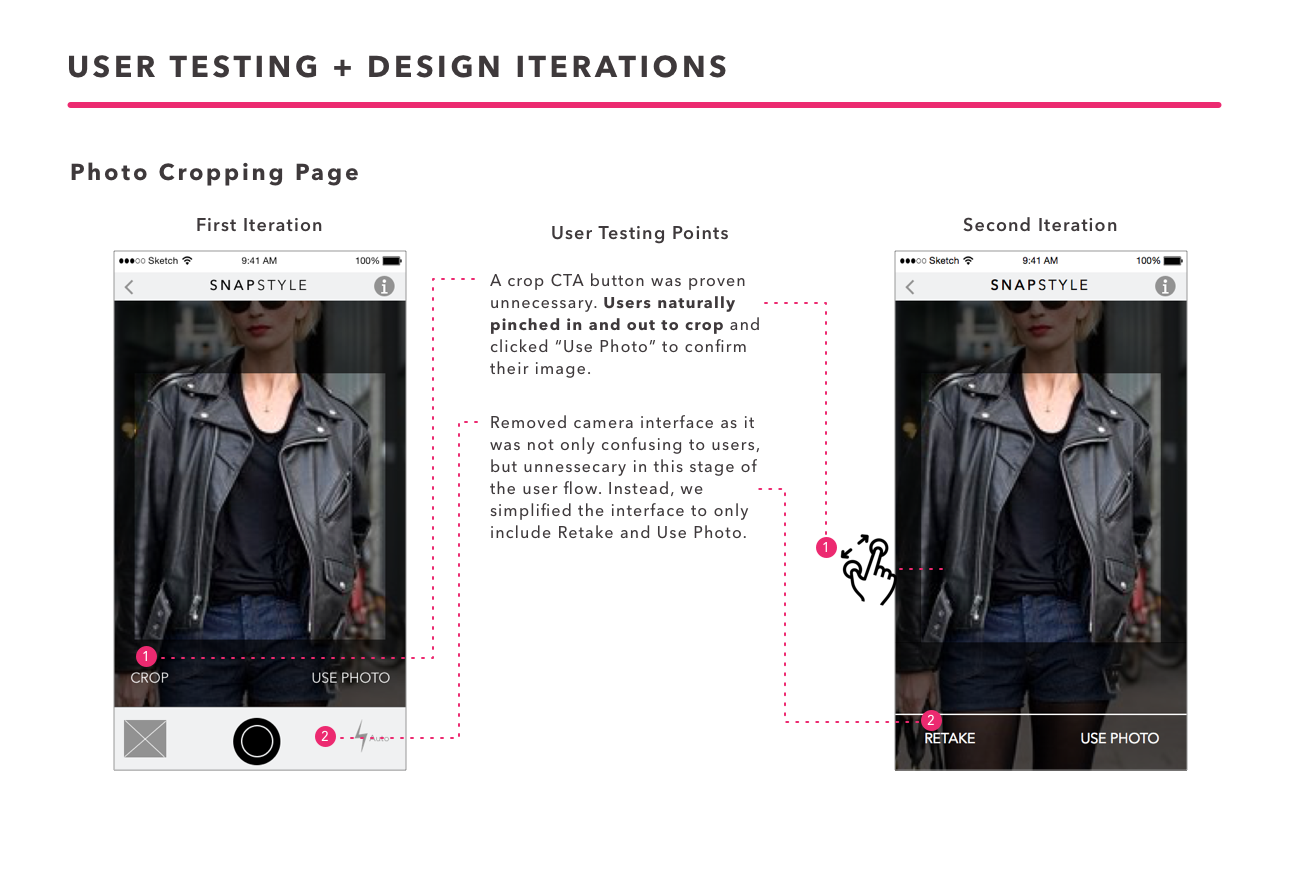 USER TESTING + DESIGN ITERATIONS
Photo Cropping Page
First Iteration
●●●○○ Sketch 9:41 AM 100%
SNAPSTYLE
1
CROP USE PHOTO
2 Auto
User Testing Points
A crop CTA button was proven
unnecessary. Users naturally
pinched in and out to crop and
clicked “Use Photo” to confirm
their image.
Removed camera interface as it
was not only confusing to users,
but unnessecary in this stage of
the user flow. Instead, we
simplified the interface to only
include Retake and Use Photo.
Second Iteration
●●●○○ Sketch 9:41 AM 100%
SNAPSTYLE
1
2
RETAKE USE PHOTO